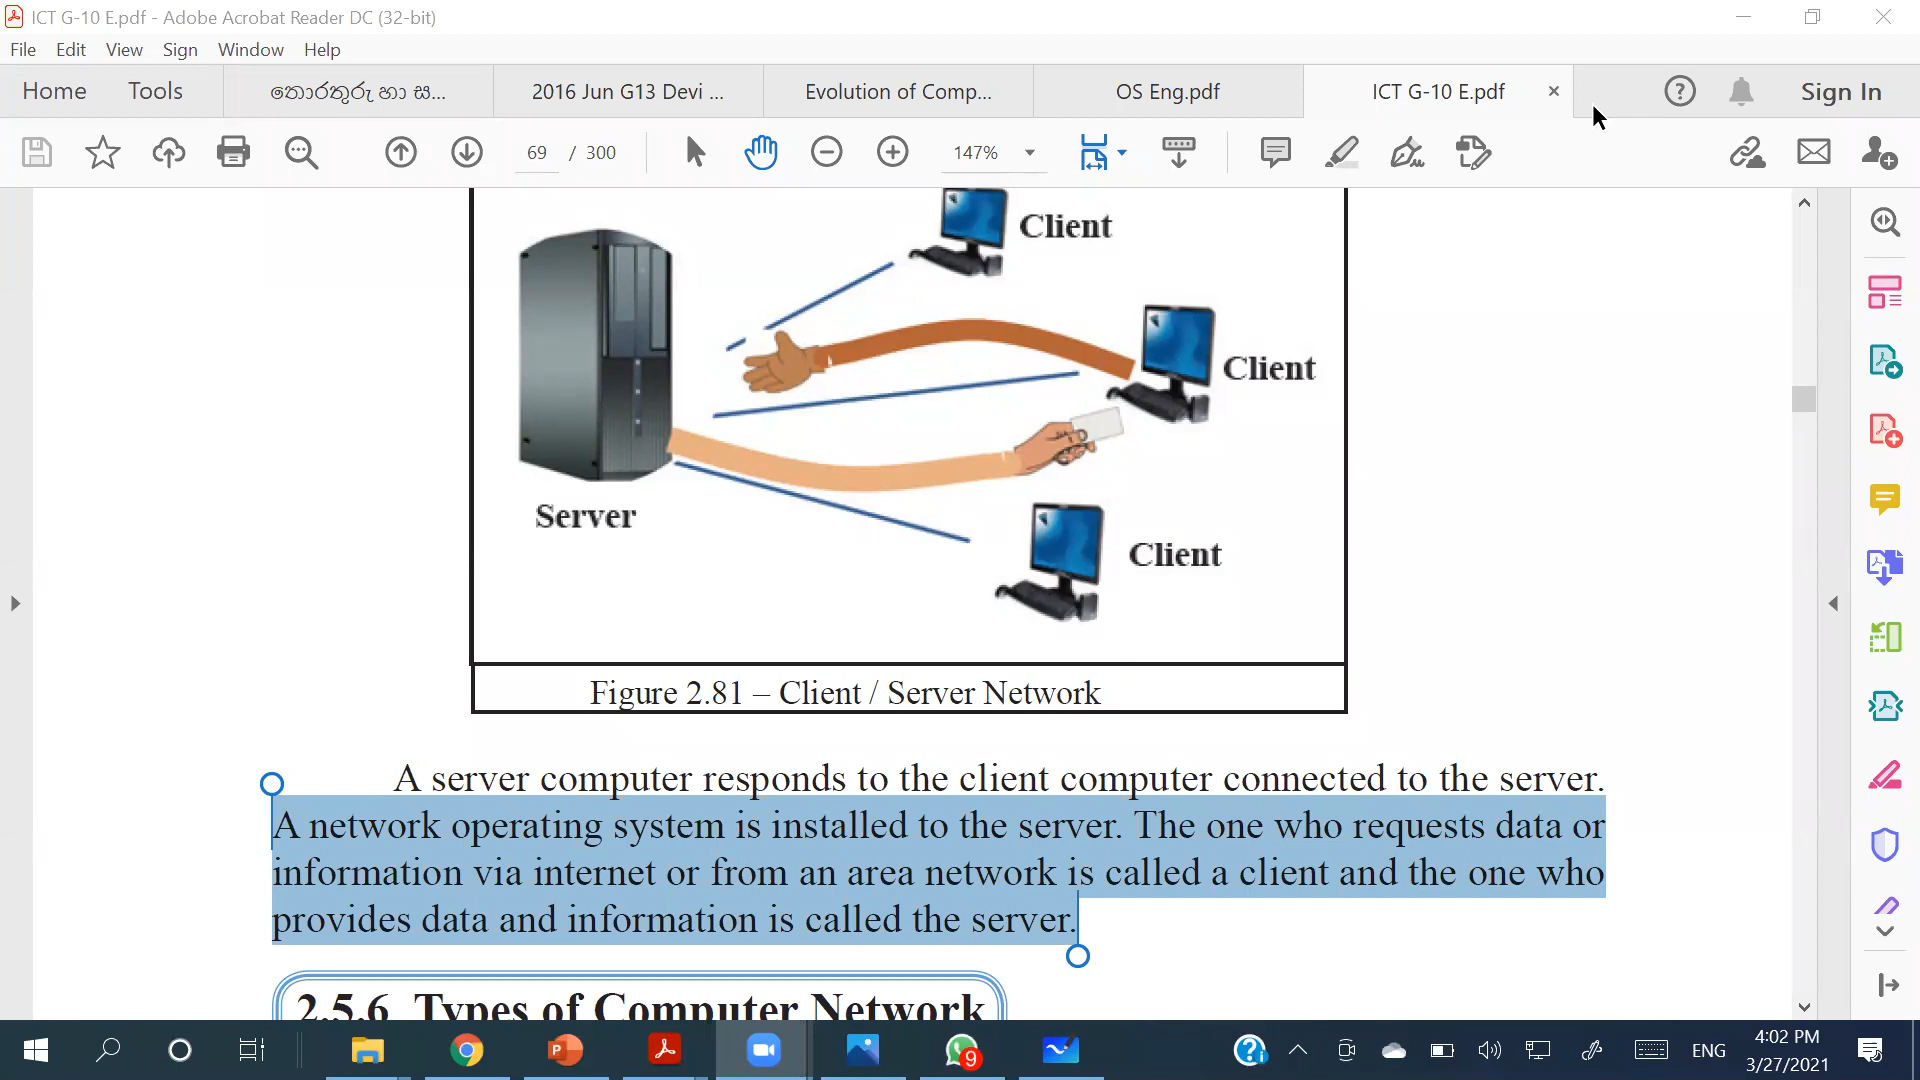 ICT G-10 E.pdf - Adobe Acrobat Reader DC (32-bit)
File Edit View Sign Window Help
Home Tools තොරතුරු හා ස... 2016 Jun G13 Devi ... Evolution of Comp... OS Eng.pdf ICT G-10 E.pdf Sign In
69 / 300 147%
Client
Client
Server
Client
Figure 2.81 – Client / Server Network
A server computer responds to the client computer connected to the server.
A network operating system is installed to the server. The one who requests data or
information via internet or from an area network is called a client and the one who
provides data and information is called the server.
2.5.6 Types of Computer Network
9
ENG
4:02 PM
3/27/2021